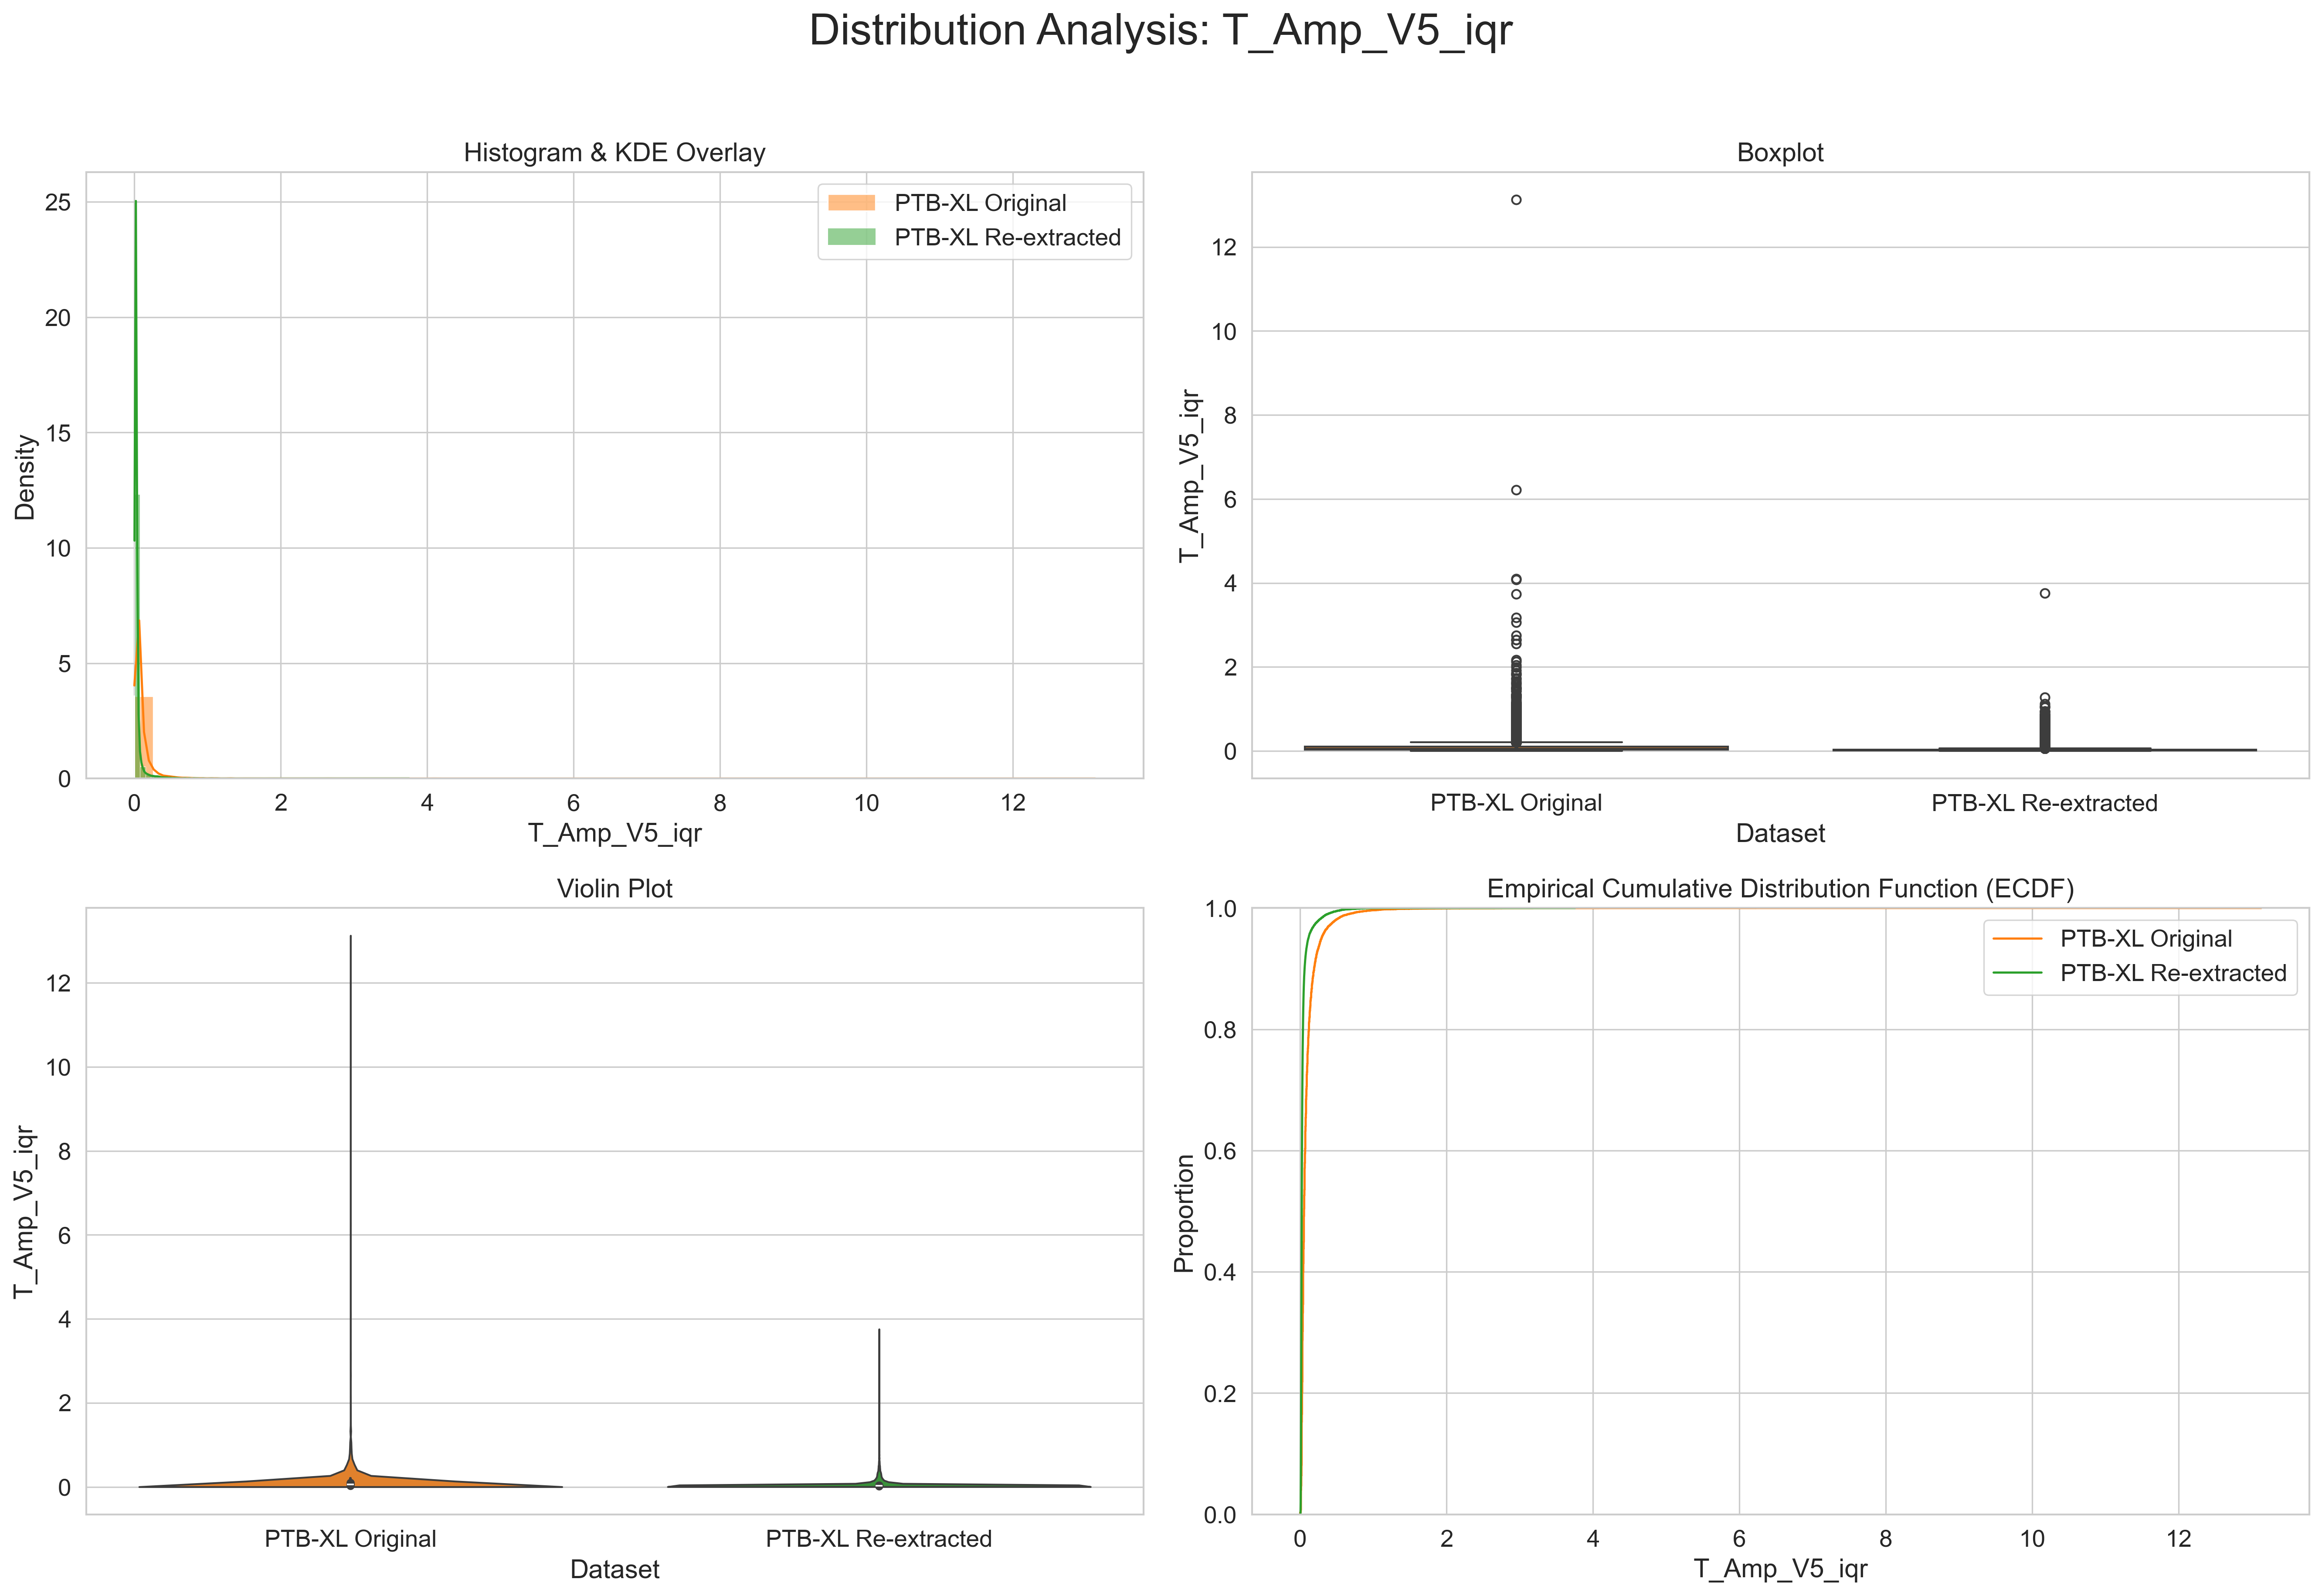 Distribution Analysis: T_Amp_V5_iqr
Histogram & KDE Overlay
25
20
15
10
5
0
Density
PTB-XL Original
PTB-XL Re-extracted
0 2 4 6 8 10 12
T_Amp_V5_iqr
Boxplot
12
10
8
6
4
2
0
T_Amp_V5_iqr
PTB-XL Original PTB-XL Re-extracted
Dataset
Violin Plot
12
10
8
6
4
2
0
T_Amp_V5_iqr
PTB-XL Original PTB-XL Re-extracted
Dataset
Empirical Cumulative Distribution Function (ECDF)
1.0
0.8
0.6
0.4
0.2
0.0
Proportion
PTB-XL Original
PTB-XL Re-extracted
0 2 4 6 8 10 12
T_Amp_V5_iqr